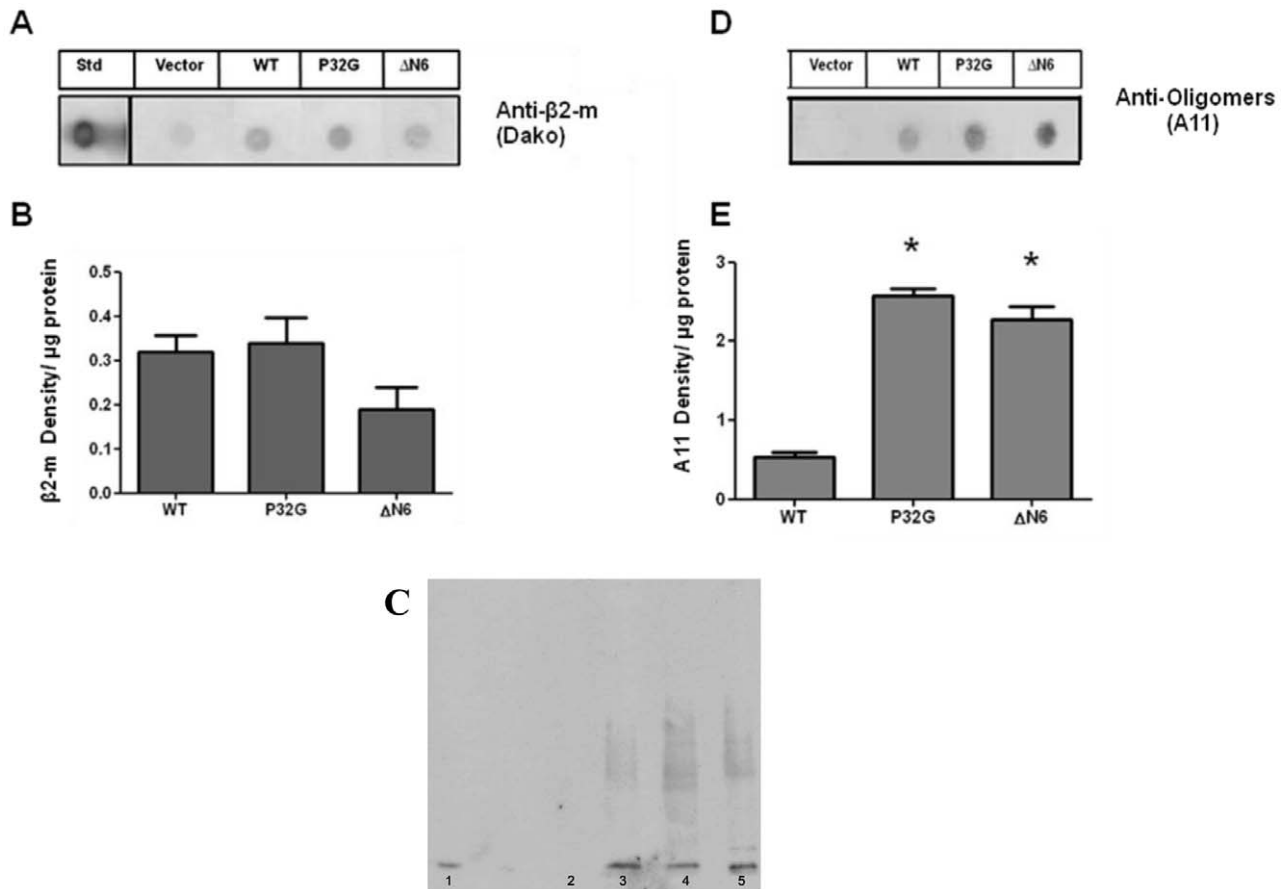 A
Std Vector WT P32G ΔN6
Anti-β2-m
(Dako)
B
β2-m Density/ μg protein
0.5
0.4
0.3
0.2
0.1
0.0
WT P32G ΔN6
D
Vector WT P32G ΔN6
Anti-Oligomers
(A11)
E
A11 Density/ μg protein
3
2
1
0
* *
WT P32G ΔN6
C
1 2 3 4 5